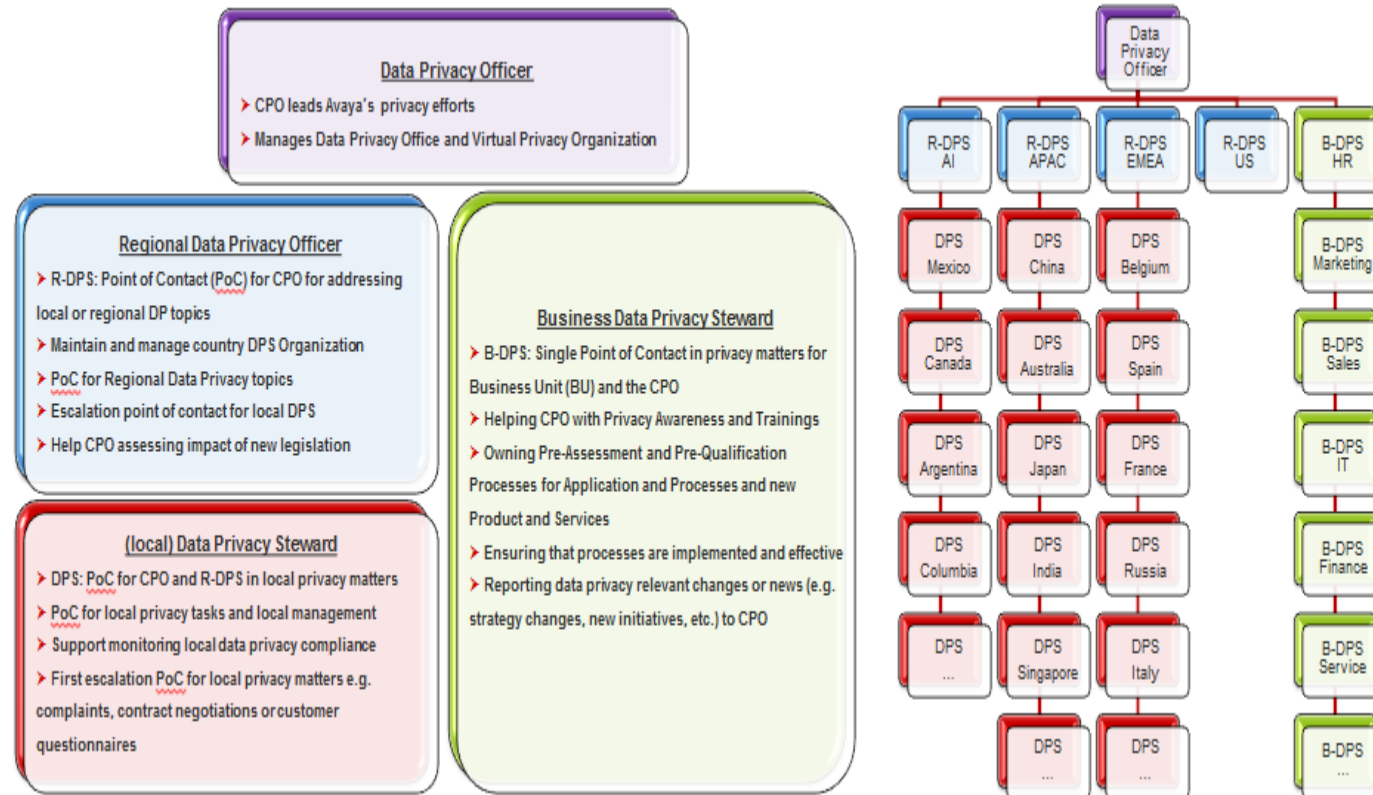 Data Privacy Officer
➤ CPO leads Avaya's privacy efforts
➤ Manages Data Privacy Office and Virtual Privacy Organization
Regional Data Privacy Officer
➤ R-DPS: Point of Contact (PoC) for CPO for addressing
local or regional DP topics
➤ Maintain and manage country DPS Organization
➤ PoC for Regional Data Privacy topics
➤ Escalation point of contact for local DPS
➤ Help CPO assessing impact of new legislation
(local) Data Privacy Steward
➤ DPS: PoC for CPO and R-DPS in local privacy matters
➤ PoC for local privacy tasks and local management
➤ Support monitoring local data privacy compliance
➤ First escalation PoC for local privacy matters e.g.
complaints, contract negotiations or customer
questionnaires
Business Data Privacy Steward
➤ B-DPS: Single Point of Contact in privacy matters for
Business Unit (BU) and the CPO
➤ Helping CPO with Privacy Awareness and Trainings
➤ Owning Pre-Assessment and Pre-Qualification
Processes for Application and Processes and new
Product and Services
➤ Ensuring that processes are implemented and effective
➤ Reporting data privacy relevant changes or news (e.g.
strategy changes, new initiatives, etc.) to CPO
Data
Privacy
Officer
R-DPS
AI
DPS
Mexico
DPS
Canada
DPS
Argentina
DPS
Columbia
DPS
...
R-DPS
APAC
DPS
China
DPS
Australia
DPS
Japan
DPS
India
DPS
Singapore
DPS
...
R-DPS
EMEA
DPS
Belgium
DPS
Spain
DPS
France
DPS
Russia
DPS
Italy
DPS
...
R-DPS
US
B-DPS
HR
B-DPS
Marketing
B-DPS
Sales
B-DPS
IT
B-DPS
Finance
B-DPS
Service
B-DPS
...